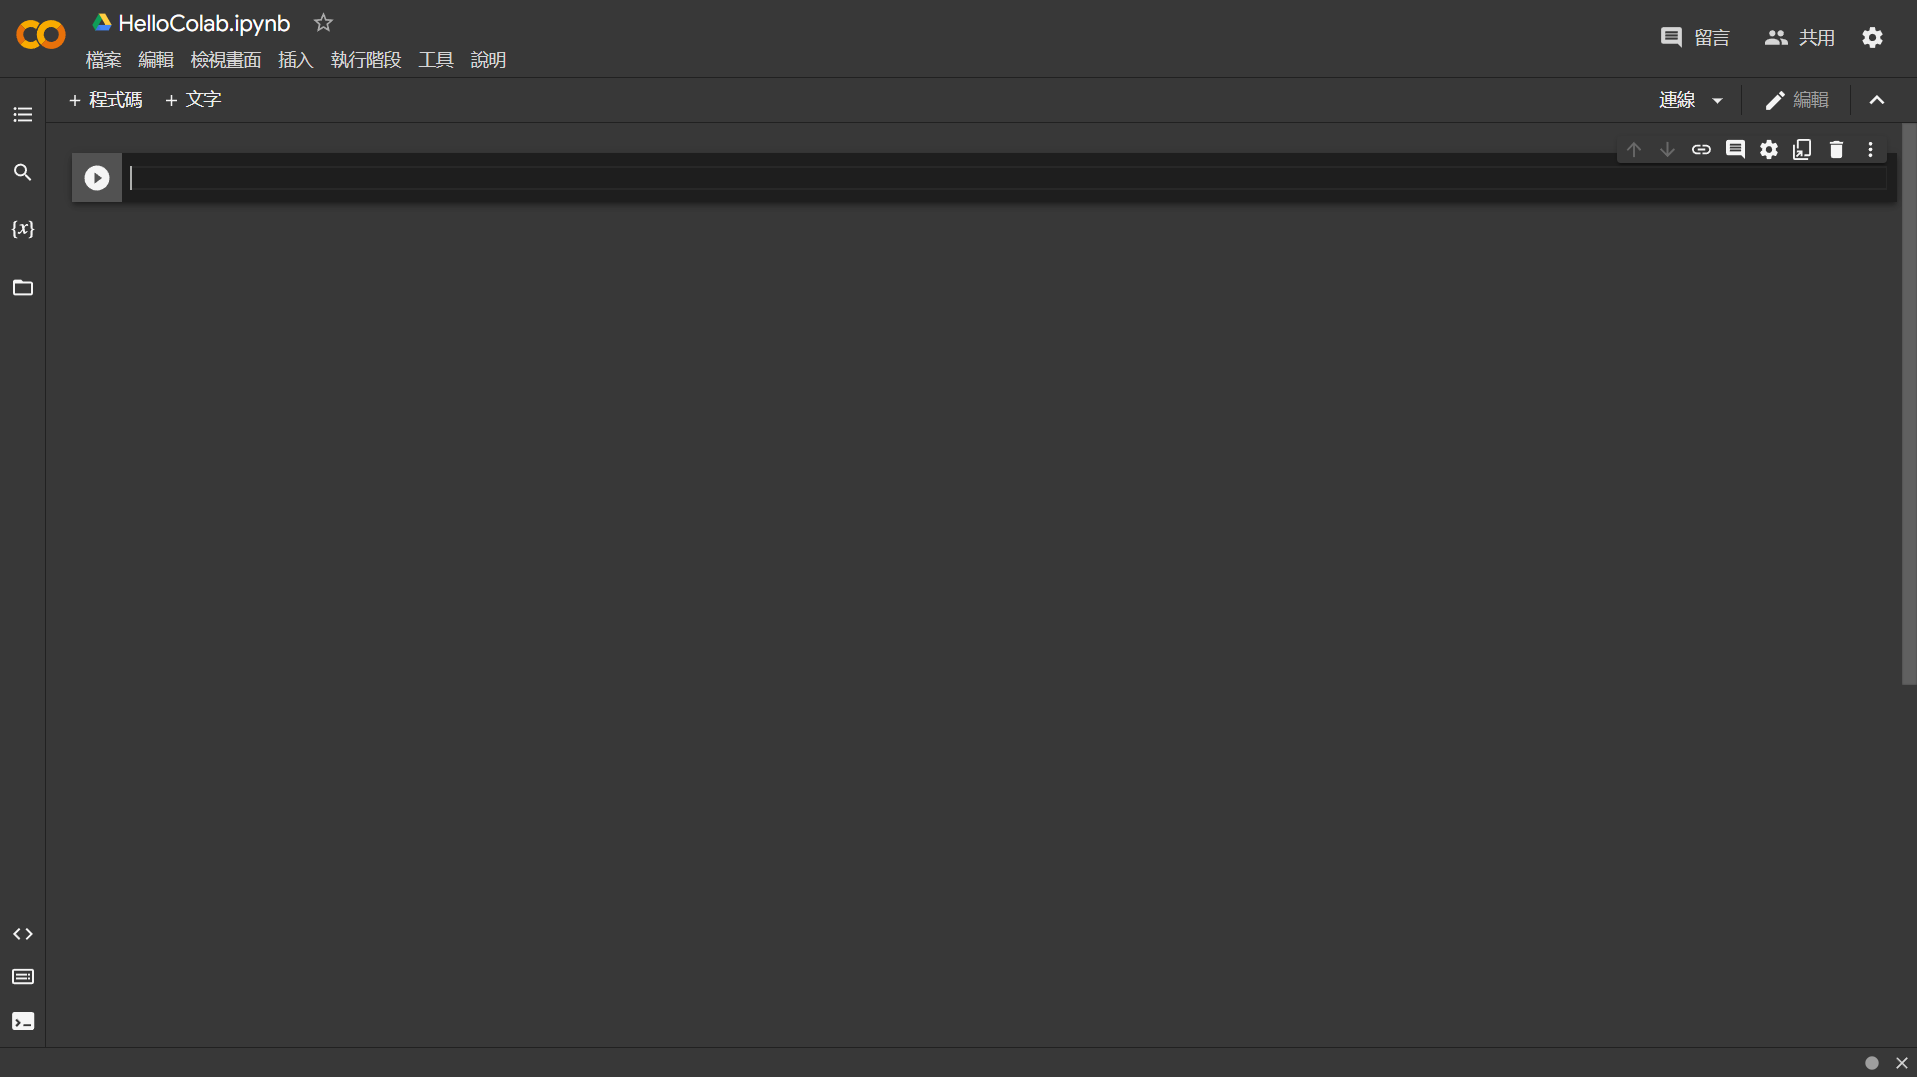 HelloColab.ipynb
檔案 編輯 檢視畫面 插入 執行階段 工具 說明
留言 共用
+ 程式碼 + 文字
連線 編輯
{x}